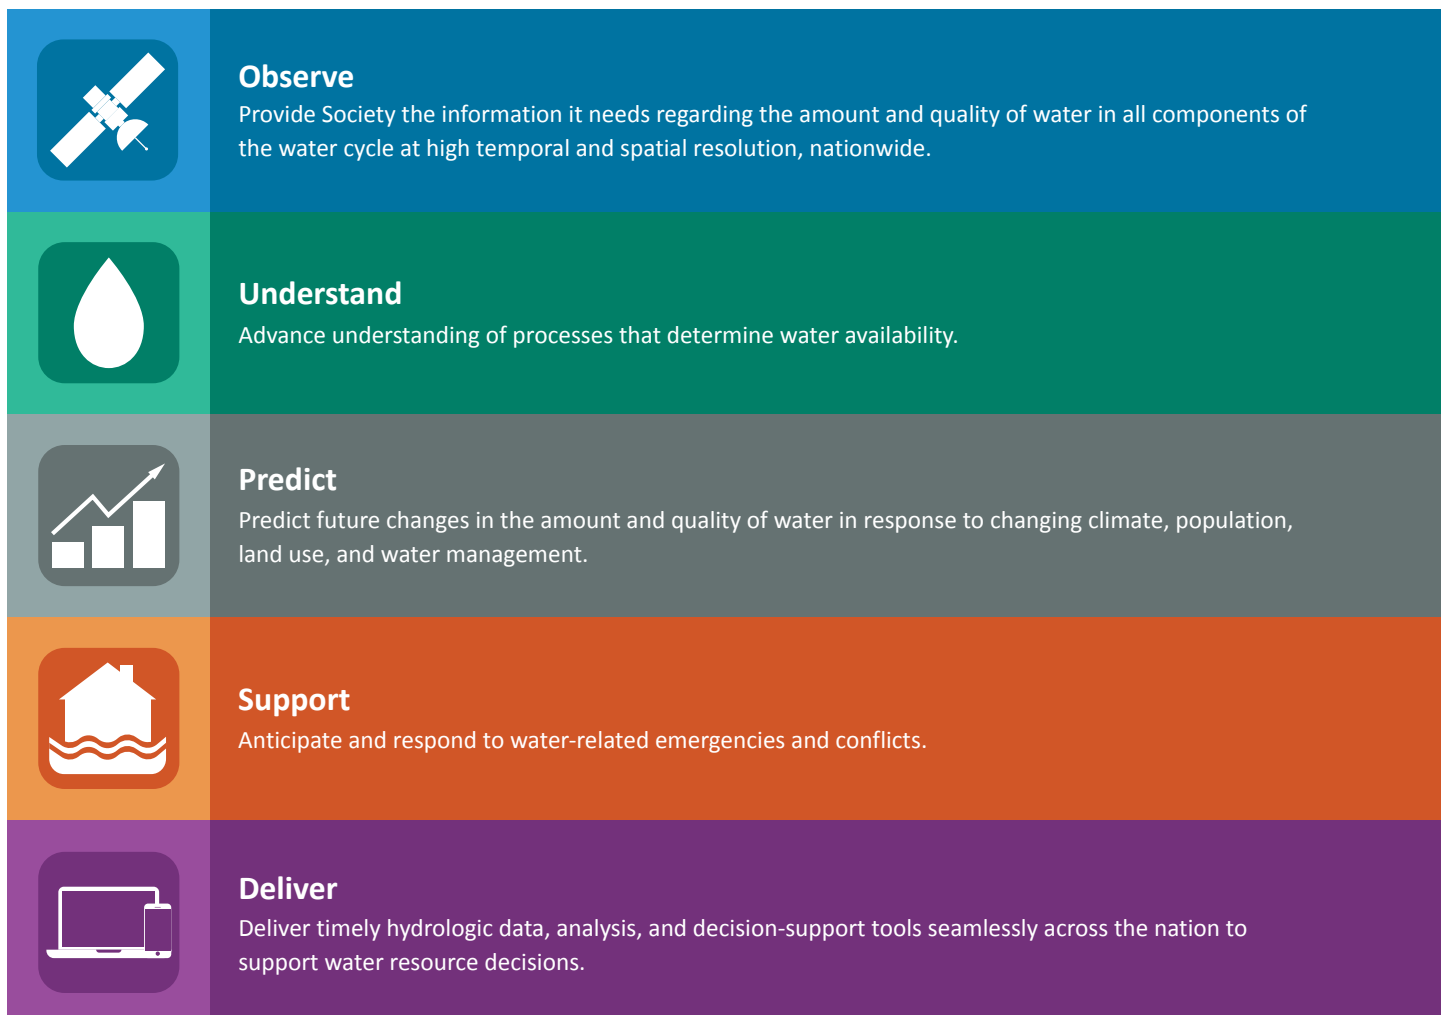 Observe
Provide Society the information it needs regarding the amount and quality of water in all components of
the water cycle at high temporal and spatial resolution, nationwide.
Understand
Advance understanding of processes that determine water availability.
Predict
Predict future changes in the amount and quality of water in response to changing climate, population,
land use, and water management.
Support
Anticipate and respond to water-related emergencies and conflicts.
Deliver
Deliver timely hydrologic data, analysis, and decision-support tools seamlessly across the nation to
support water resource decisions.